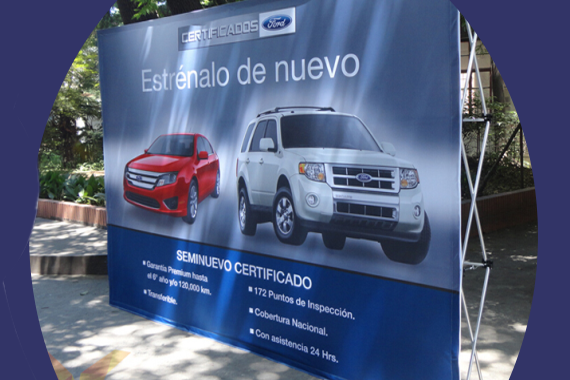 CERTIFICADOS Ford
Estrénalo de nuevo
Ford
SEMINUEVO CERTIFICADO
Garantía Premium hasta
el 6° año y/o 120,000 km.
Transferible.
172 Puntos de Inspección.
Cobertura Nacional.
Con asistencia 24 Hrs.